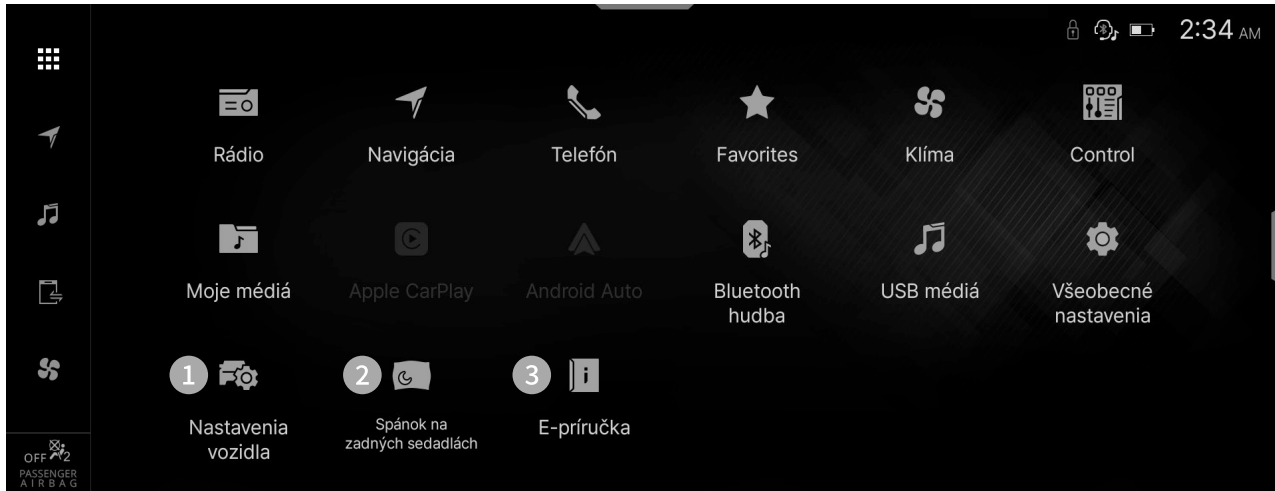 2:34 AM
Rádio
Navigácia
Telefón
Favorites
Klíma
Control
Moje médiá
Apple CarPlay
Android Auto
Bluetooth
hudba
USB médiá
Všeobecné
nastavenia
1
2
3
Nastavenia
vozidla
Spánok na
zadných sedadlách
E-príručka
OFF 2
PASSENGER
AIRBAG